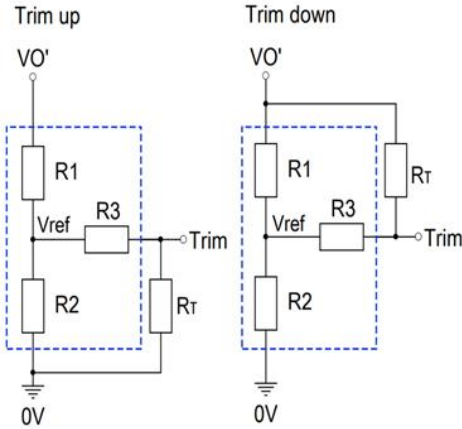 Trim up
Trim down
VO'
VO'
R1
R1
RT
Vref
R3
Trim
Vref
R3
Trim
R2
RT
R2
0V
0V